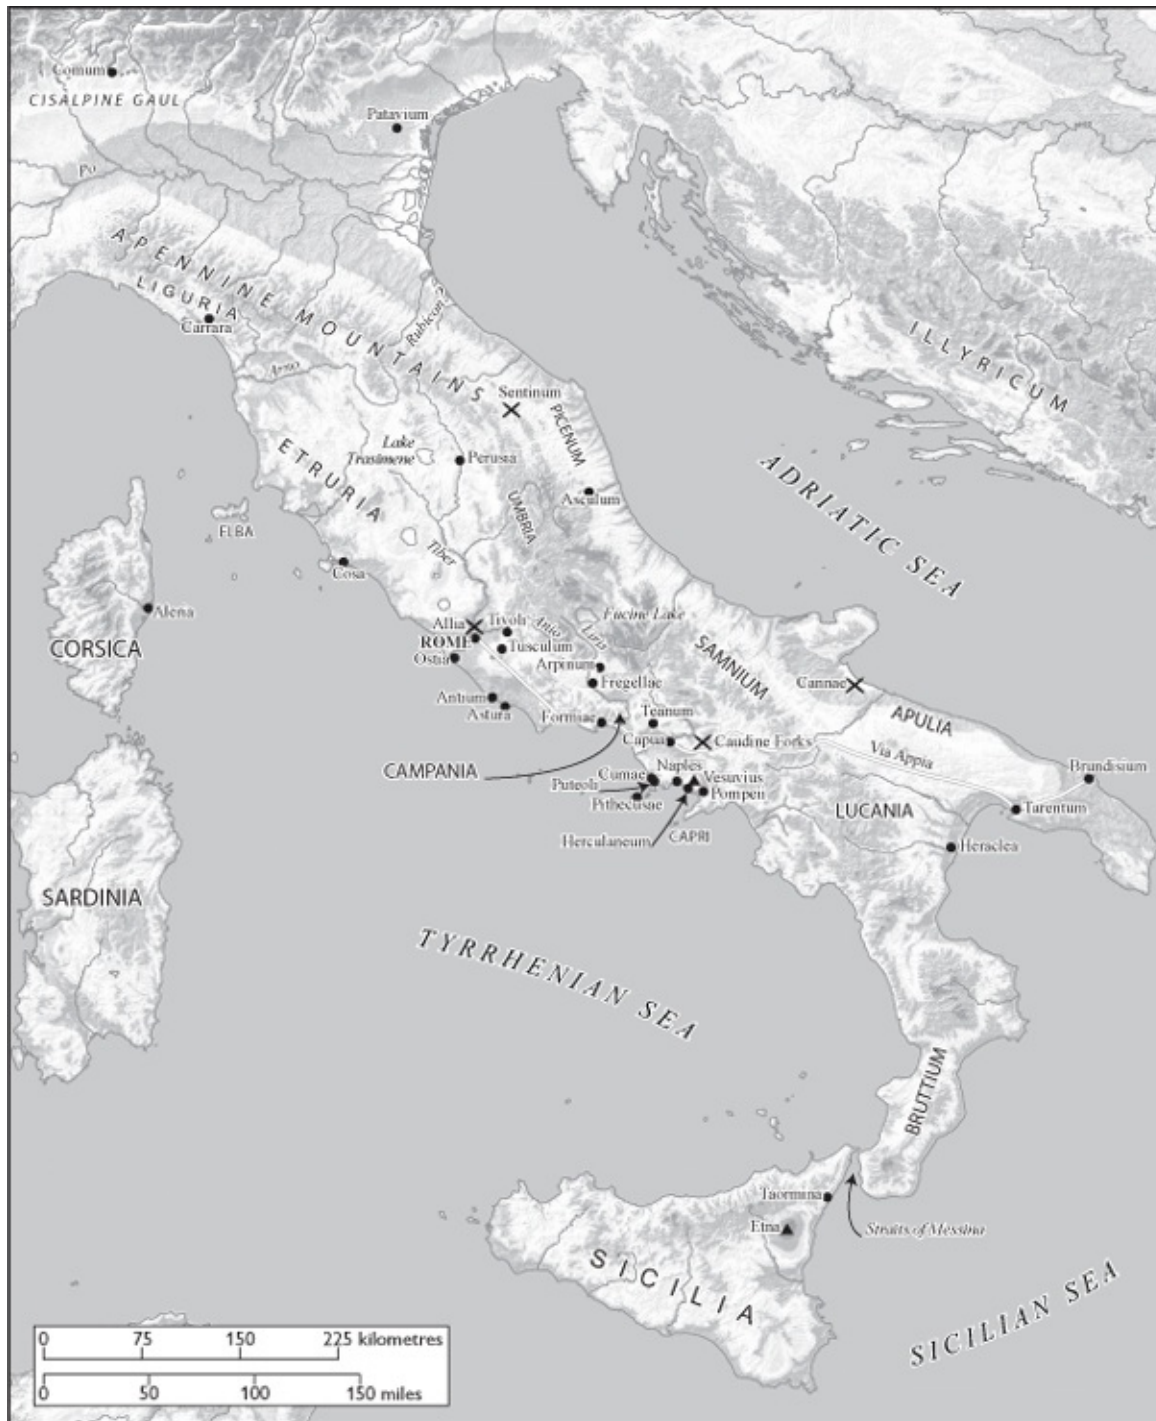 Comum
CISALPINE GAUL
Patavium
Po
APENNINE MOUNTAINS
LIGURIA
Carrara
Rubicon ?
Arno
ILLYRICUM
Sentinum
PICENUM
Lake
Trasimene
Perusia
ETRURIA
Asculum
UMBRIA
ADRIATIC SEA
ELBA
Tiber
Cosa
Aleria
CORSICA
Allia
Tivoli
Anio
Liris
Fucine Lake
ROME
Tusculum
Ostia
Arpinum
SAMNIUM
Fregellae
Cannae
Antium
Astura
Formiae
Teanum
APULIA
Capua
Caudine Forks
Via Appia
CAMPANIA
Cumae
Naples
Vesuvius
Brundisium
Puteoli
Pompeii
Pithecusae
LUCANIA
Tarentum
Herculaneum
CAPRI
Heraclea
SARDINIA
TYRRHENIAN SEA
BRUTTIUM
Taormina
Etna
Straits of Messina
SICILIA
SICILIAN SEA
0 75 150 225 kilometres
0 50 100 150 miles